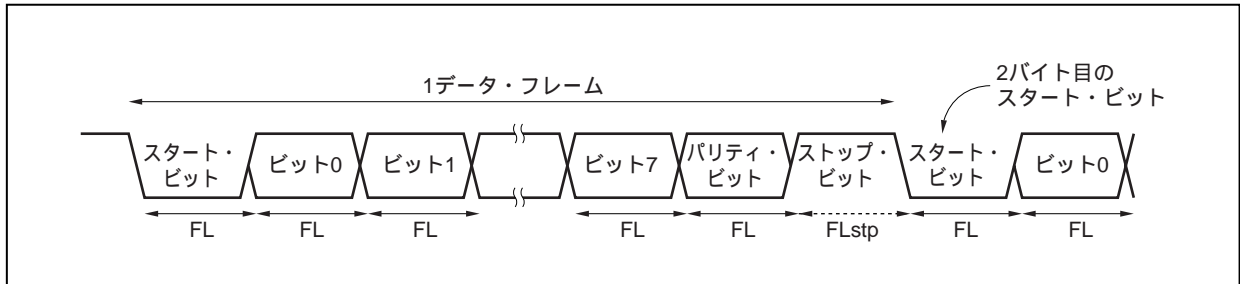 1データ・フレーム
2バイト目の
スタート・ビット
スタート・
ビット
ビット0
ビット1
ビット7
パリティ・
ビット
ストップ・
ビット
スタート・
ビット
ビット0
FL
FL
FL
FL
FL
FLstp
FL
FL